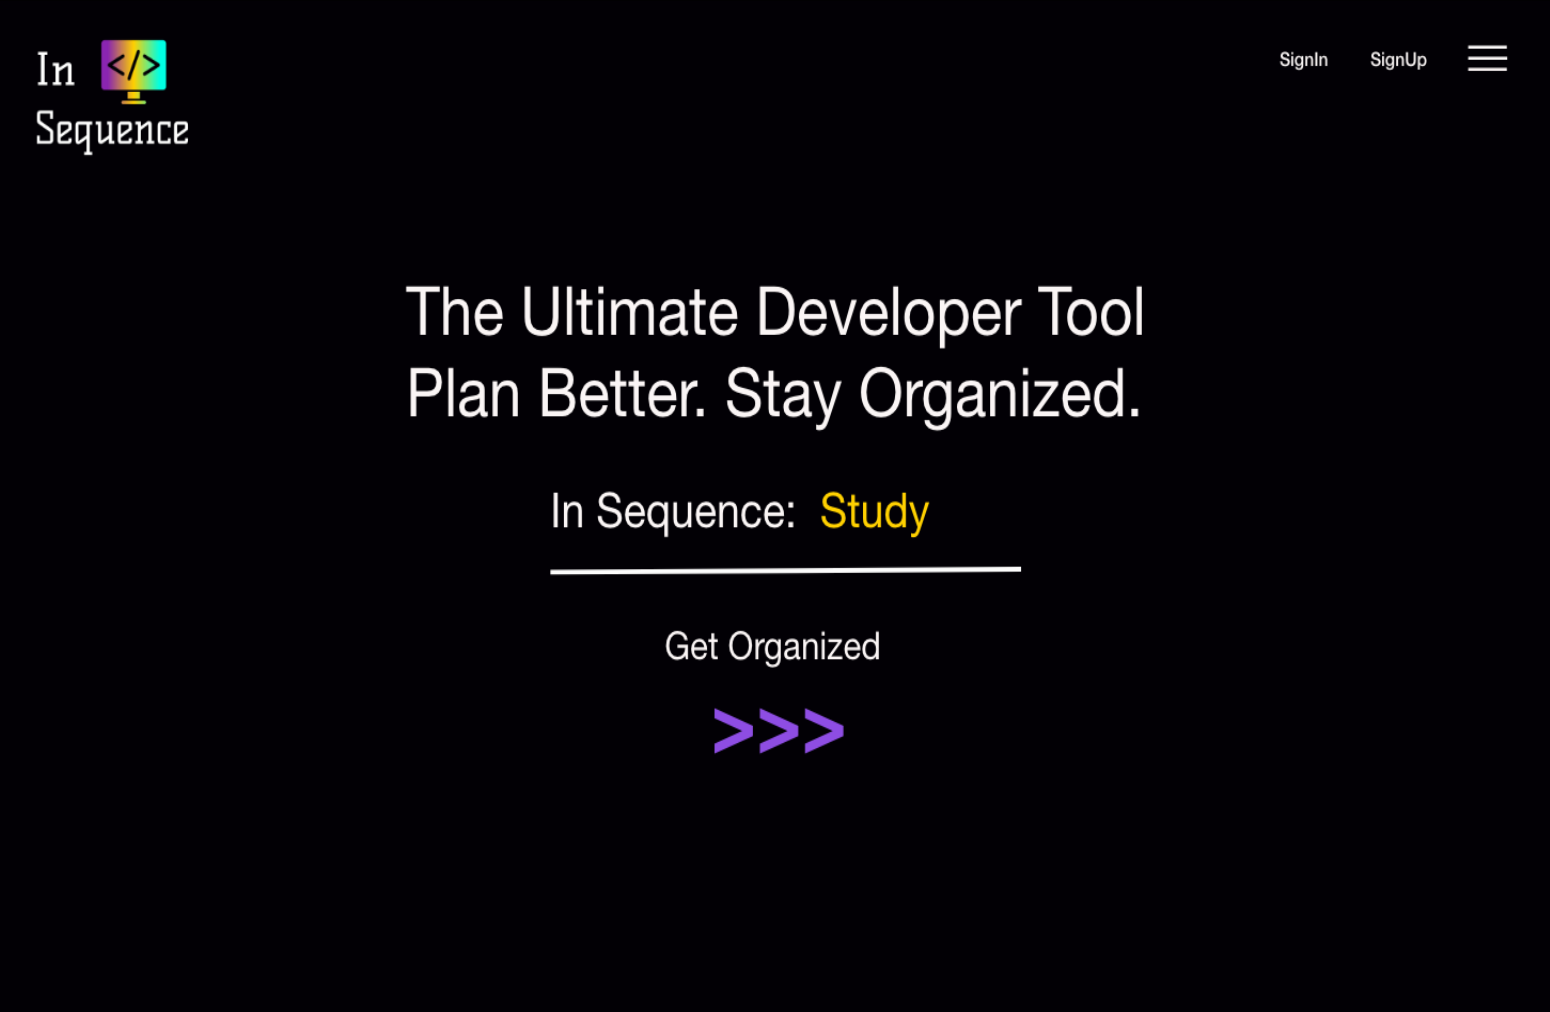 In </>
Sequence
SignIn SignUp
The Ultimate Developer Tool
Plan Better. Stay Organized.
In Sequence: Study
Get Organized
>>>